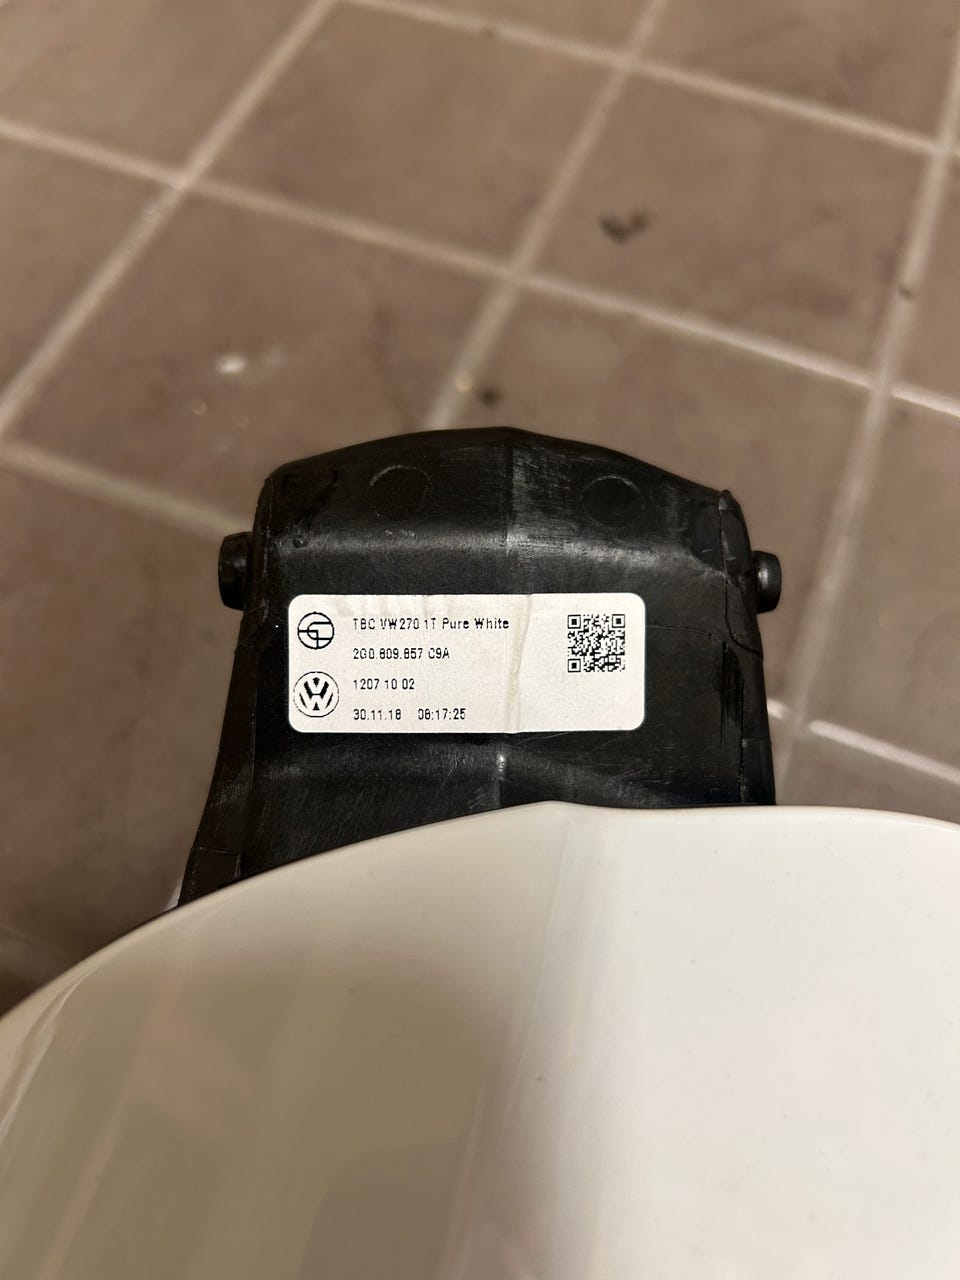 TBC VW270 1T Pure White
2G0.809.857 C9A
1207 10 02
30.11.18 08:17:25